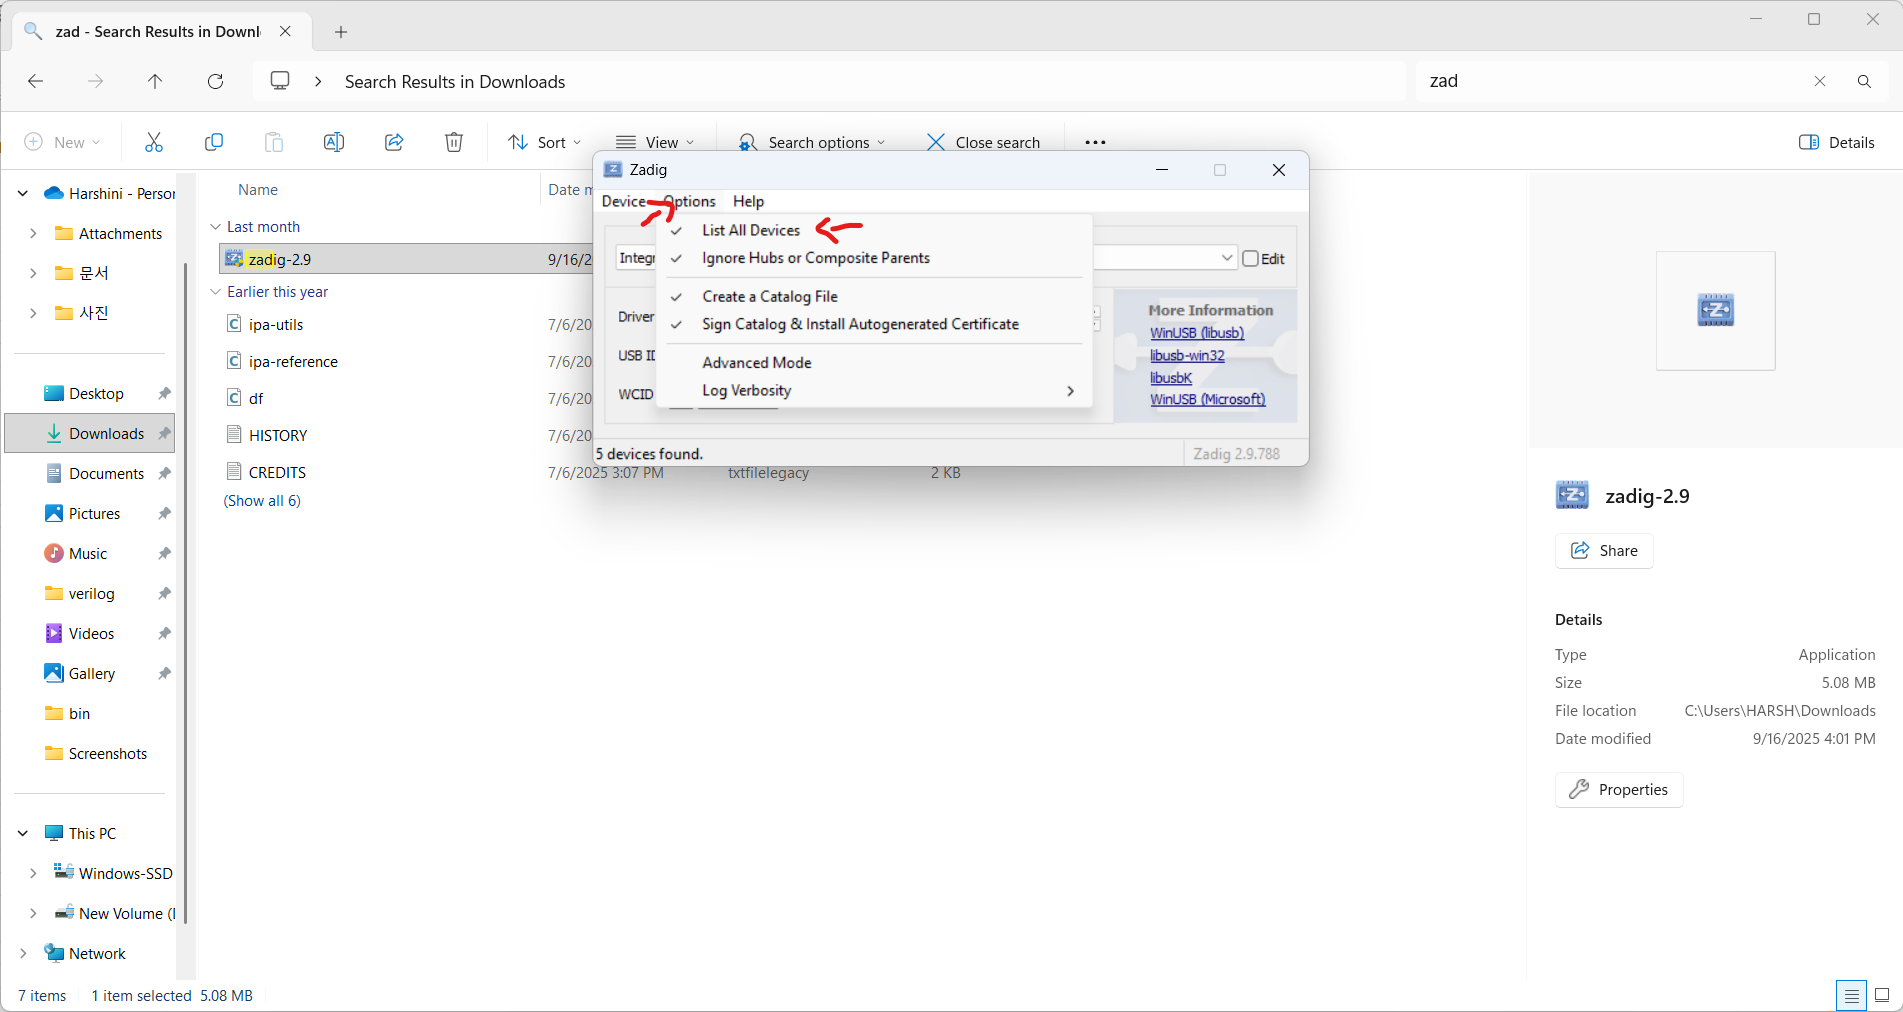 zad - Search Results in Downl
Search Results in Downloads
zad
New
Sort
View
Search options
Close search
Details
Harshini - Person
Attachments
문서
사진
Desktop
Downloads
Documents
Pictures
Music
verilog
Videos
Gallery
bin
Screenshots
This PC
Windows-SSD
New Volume (
Network
Name
Date m
Last month
zadig-2.9
9/16/2
Earlier this year
ipa-utils
7/6/20
ipa-reference
7/6/20
df
7/6/20
HISTORY
7/6/20
CREDITS
7/6/2025 3:07 PM
txtfilelegacy
2 KB
(Show all 6)
Zadig
Device
Options
Help
List All Devices
Ignore Hubs or Composite Parents
Create a Catalog File
Sign Catalog & Install Autogenerated Certificate
Advanced Mode
Log Verbosity
Integr
Edit
Driver
USB ID
WCID
More Information
WinUSB (libusb)
libusb-win32
libusbK
WinUSB (Microsoft)
5 devices found.
Zadig 2.9.788
zadig-2.9
Share
Details
Type
Application
Size
5.08 MB
File location
C:\Users\HARSH\Downloads
Date modified
9/16/2025 4:01 PM
Properties
7 items
1 item selected 5.08 MB